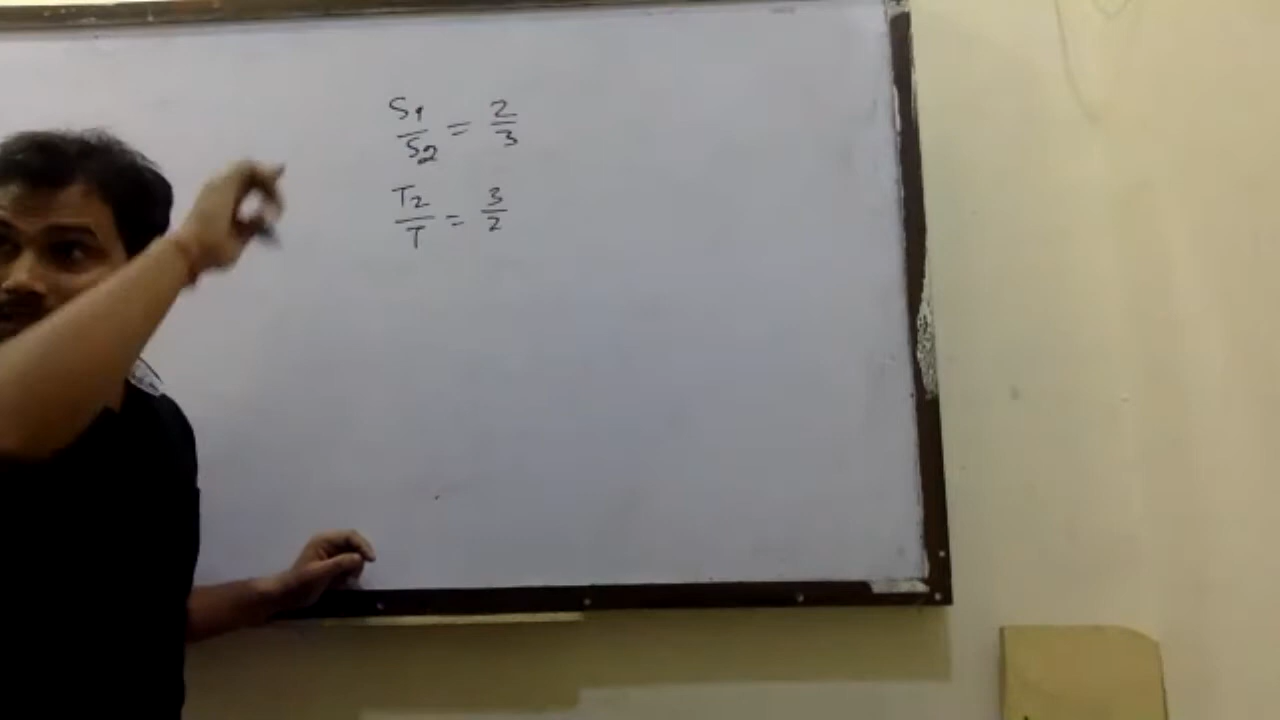 S1/S2 = 2/3
T2/T = 3/2